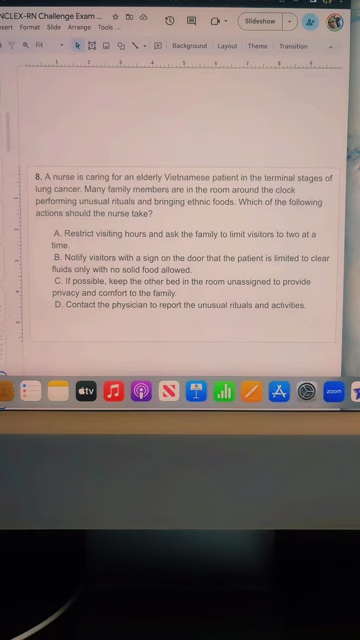 NCLEX-RN Challenge Exam ...
Format Slide Arrange Tools ...
Slideshow
Fit
Background Layout Theme Transition
8. A nurse is caring for an elderly Vietnamese patient in the terminal stages of
lung cancer. Many family members are in the room around the clock
performing unusual rituals and bringing ethnic foods. Which of the following
actions should the nurse take?
A. Restrict visiting hours and ask the family to limit visitors to two at a
time.
B. Notify visitors with a sign on the door that the patient is limited to clear
fluids only with no solid food allowed.
C. If possible, keep the other bed in the room unassigned to provide
privacy and comfort to the family.
D. Contact the physician to report the unusual rituals and activities.
tv
zoom